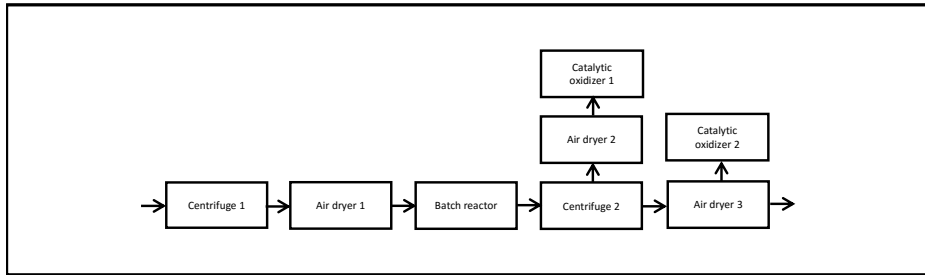 Catalytic
oxidizer 1
Air dryer 2
Catalytic
oxidizer 2
Centrifuge 1
Air dryer 1
Batch reactor
Centrifuge 2
Air dryer 3